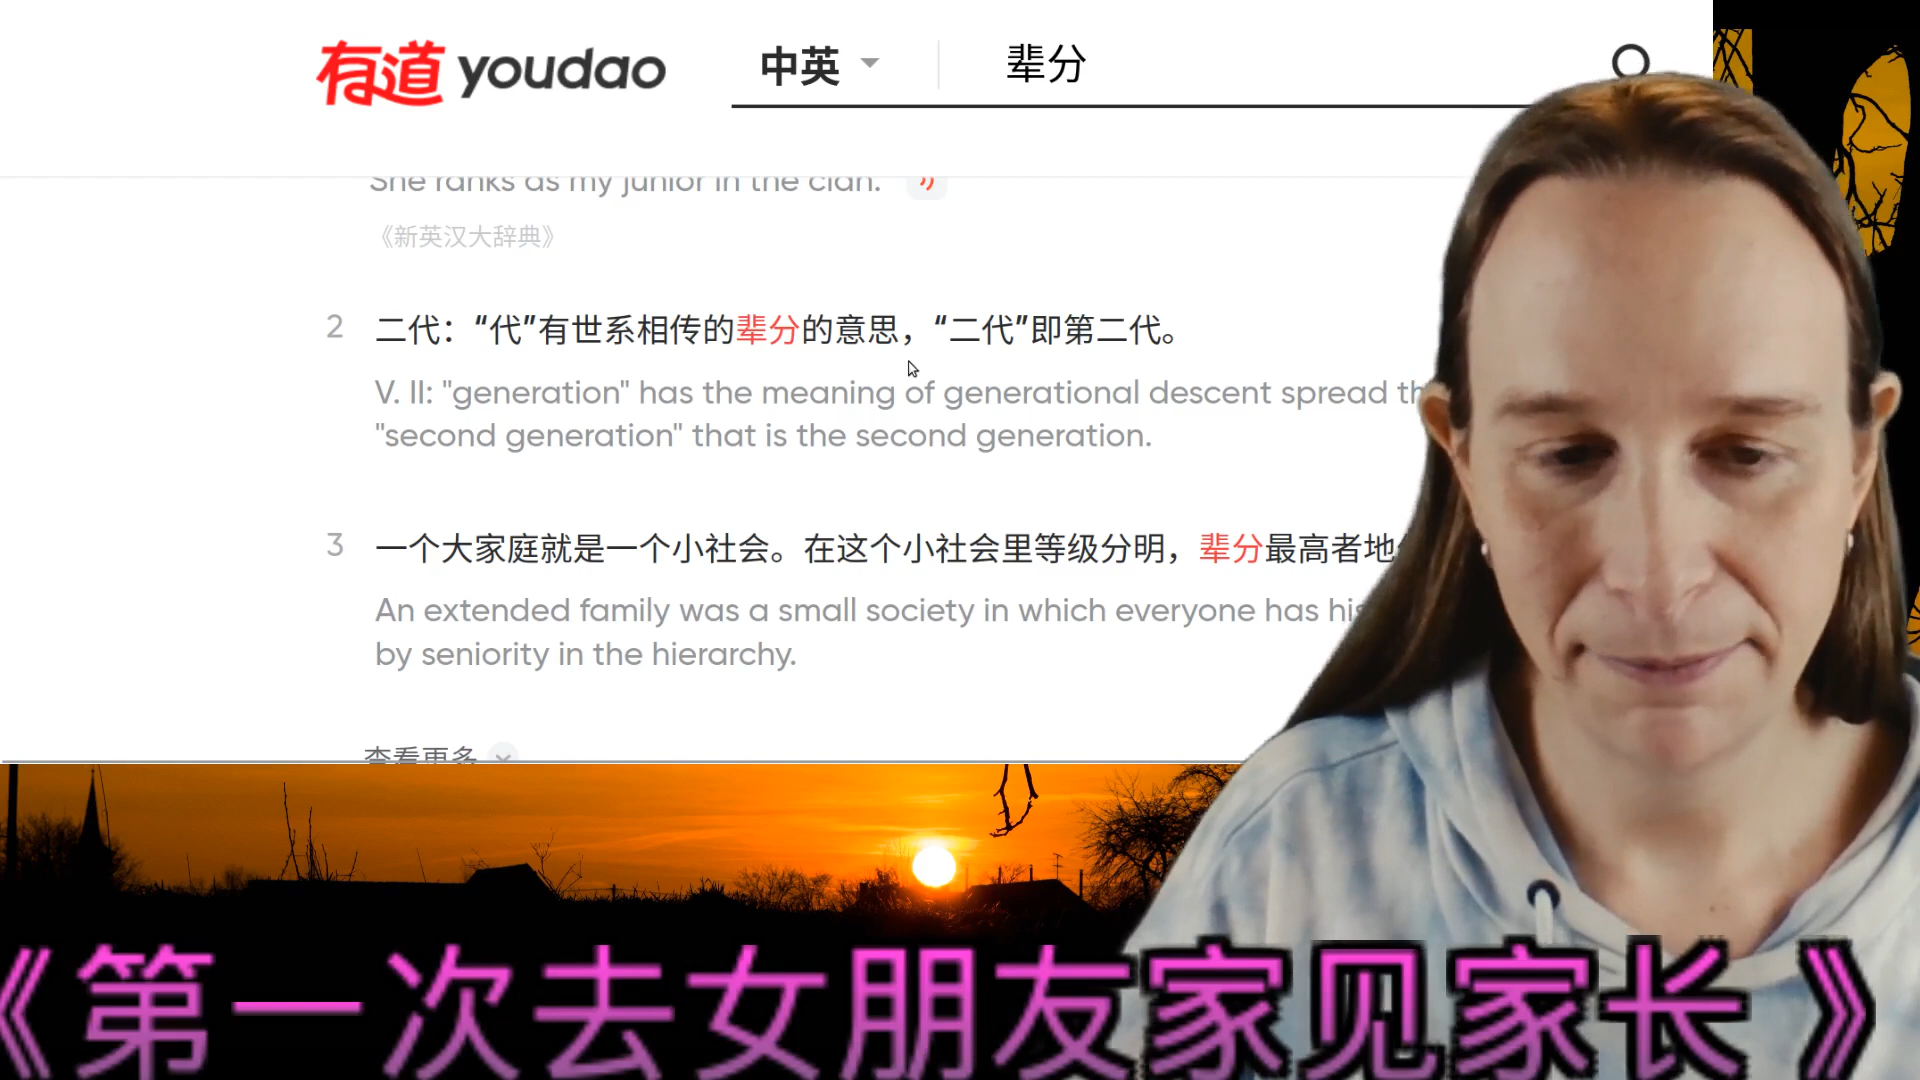 有道 youdao 中英 辈分
She ranks as my junior in the clan.
《新英汉大辞典》
2 二代：“代”有世系相传的辈分的意思，“二代”即第二代。
V. II: "generation" has the meaning of generational descent spread th
"second generation" that is the second generation.
3 一个大家庭就是一个小社会。在这个小社会里等级分明，辈分最高者地
An extended family was a small society in which everyone has his
by seniority in the hierarchy.
查看更多
《第一次去女朋友家见家长》